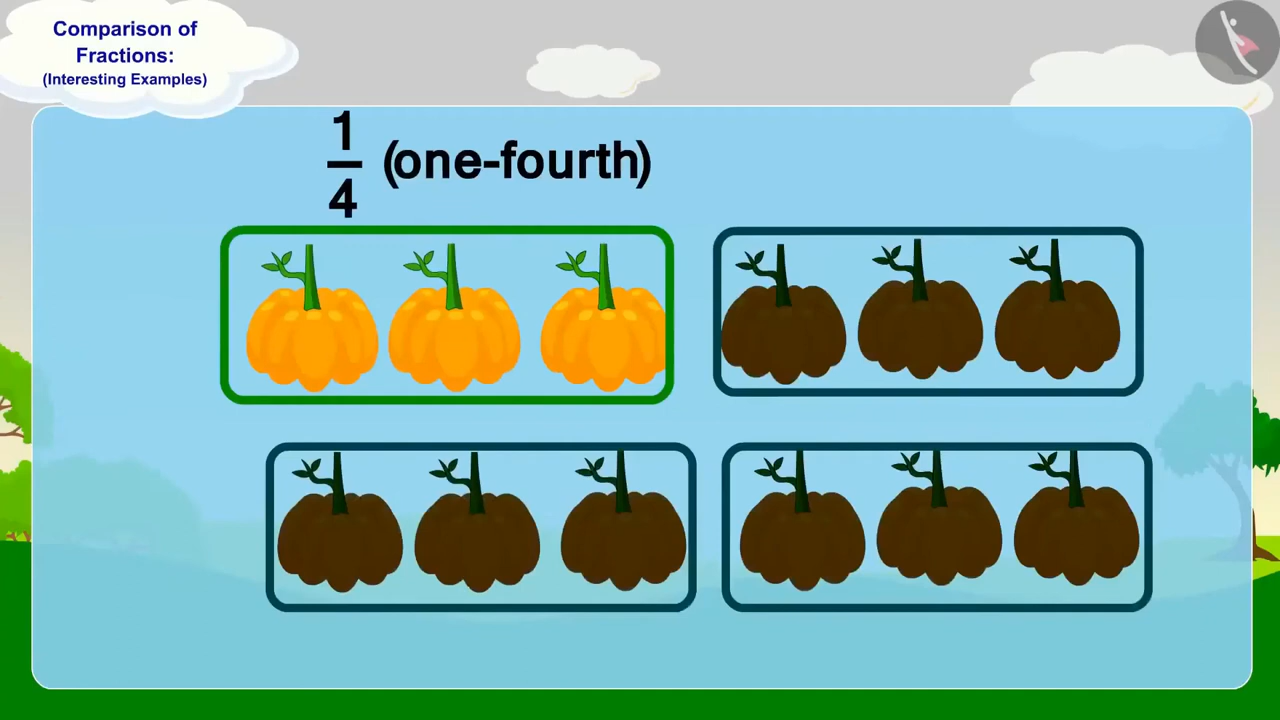 Comparison of
Fractions:
(Interesting Examples)
1
4
(one-fourth)